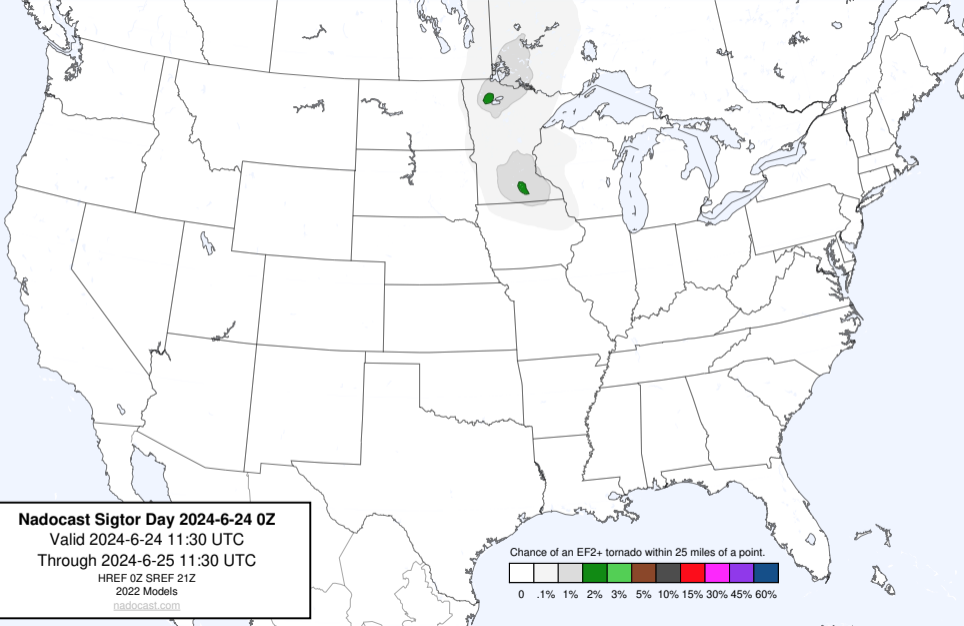 Nadocast Sigtor Day 2024-6-24 0Z
Valid 2024-6-24 11:30 UTC
Through 2024-6-25 11:30 UTC
HREF 0Z SREF 21Z
2022 Models
nadocast.com
Chance of an EF2+ tornado within 25 miles of a point.
0 .1% 1% 2% 3% 5% 10% 15% 30% 45% 60%